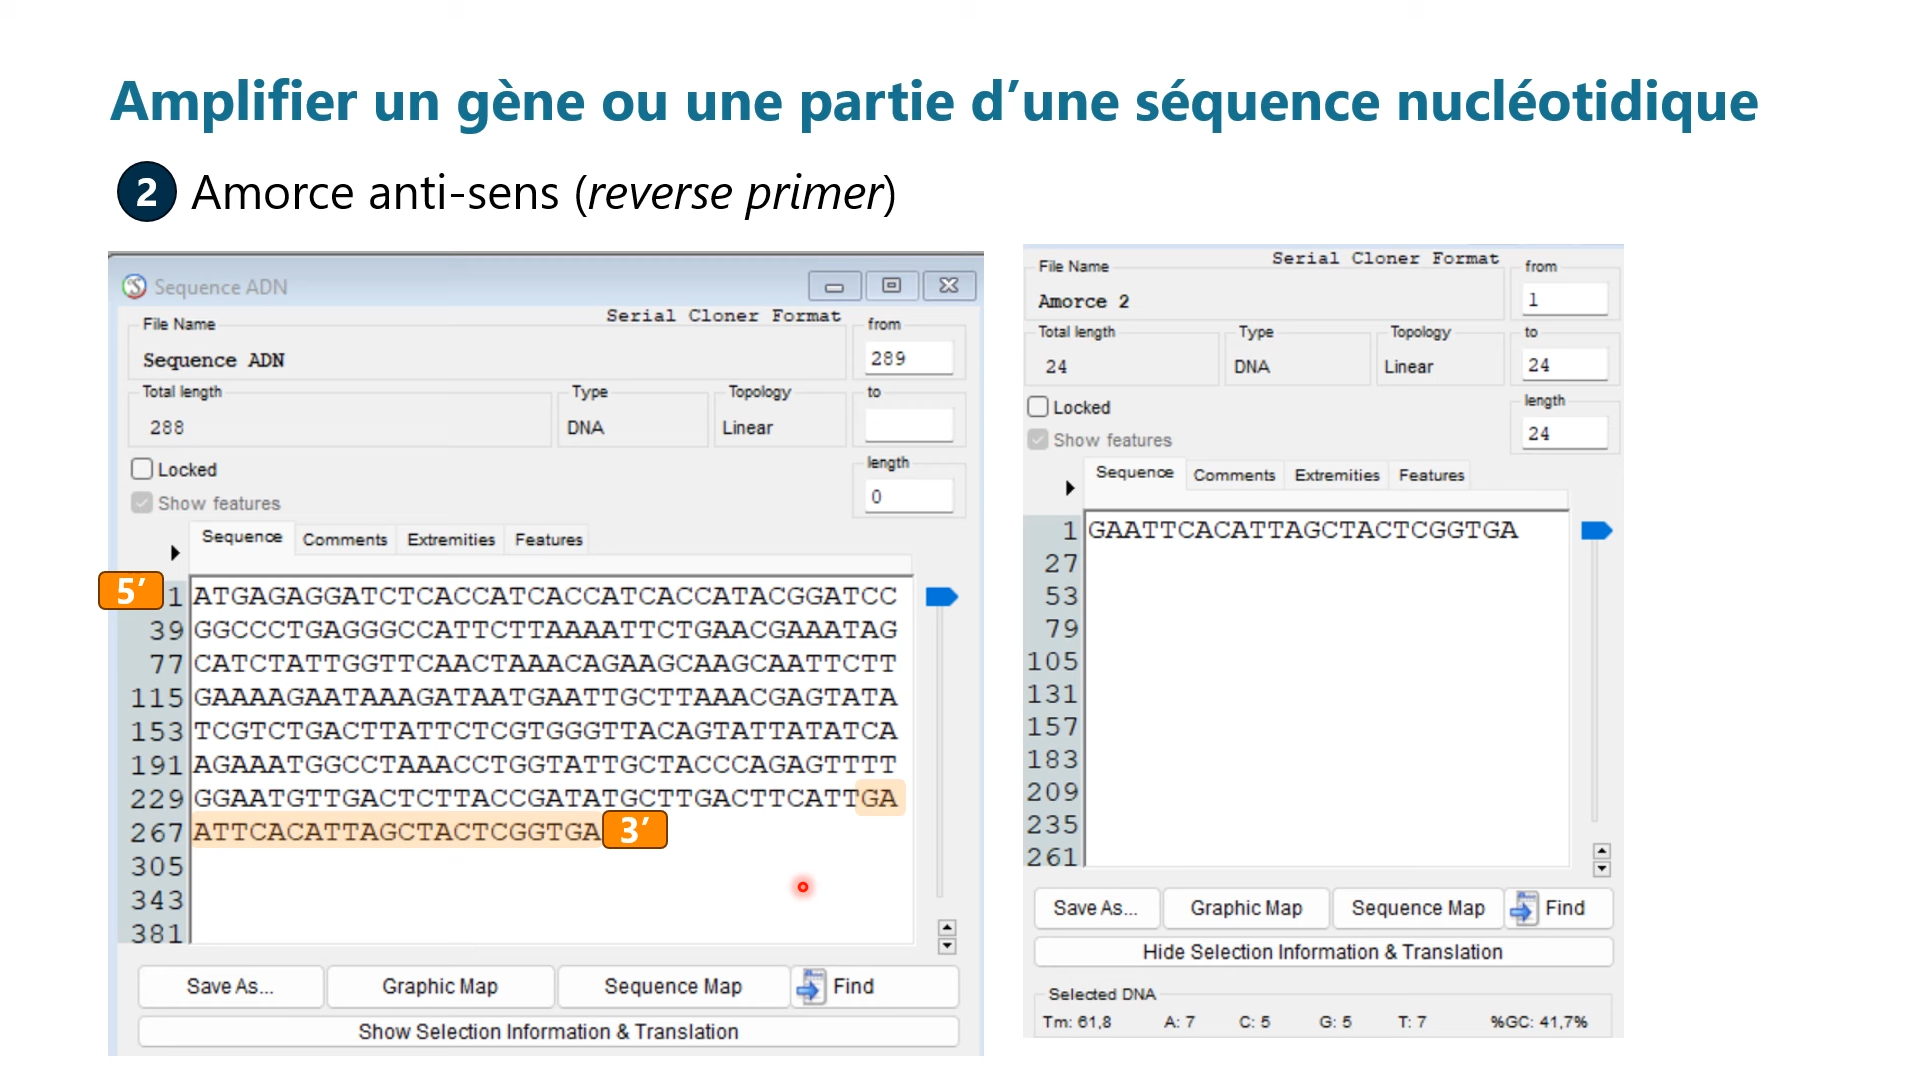 Amplifier un gène ou une partie d’une séquence nucléotidique
2 Amorce anti-sens (reverse primer)
Sequence ADN
Serial Cloner Format
File Name
from
Sequence ADN
289
Total length
Type
Topology
to
288
DNA
Linear
Locked
length
Show features
0
Sequence Comments Extremities Features
5’ 1 ATGAGAGGATCTCACCATCACCATCACCATACGGATCC
39 GGCCCTGAGGGCCATTCTTAAAATTCTGAACGAAATAG
77 CATCTATTGGTTCAACTAAACAGAAGCAAGCAATTCTT
115 GAAAAGAATAAAGATAATGAATTGCTTAAACGAGTATA
153 TCGTCTGACTTATTCTCGTGGGTTACAGTATTATATCA
191 AGAAATGGCCTAAACCTGGTATTGCTACCCAGAGTTTT
229 GGAATGTTGACTCTTACCGATATGCTTGACTTCATTGA
267 ATTCACATTAGCTACTCGGTGA 3’
305
343
381
Save As... Graphic Map Sequence Map Find
Show Selection Information & Translation
Serial Cloner Format
File Name
from
Amorce 2
1
Total length
Type
Topology
to
24
DNA
Linear
24
Locked
length
Show features
24
Sequence Comments Extremities Features
1 GAATTCACATTAGCTACTCGGTGA
27
53
79
105
131
157
183
209
235
261
Save As... Graphic Map Sequence Map Find
Hide Selection Information & Translation
Selected DNA
Tm: 61,8 A: 7 C: 5 G: 5 T: 7 %GC: 41,7%